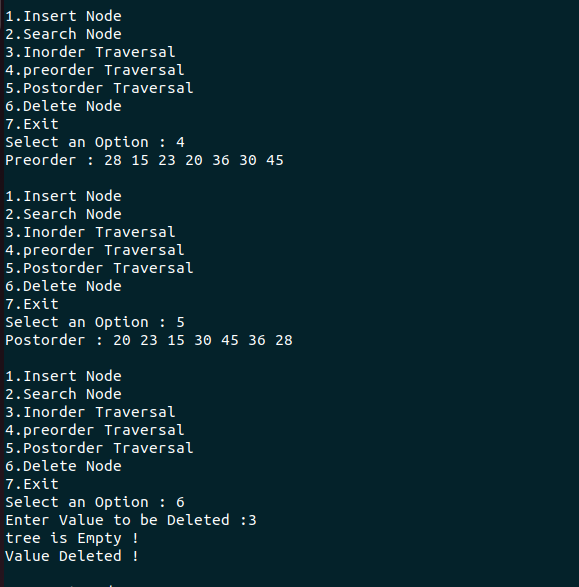 1.Insert Node
2.Search Node
3.Inorder Traversal
4.preorder Traversal
5.Postorder Traversal
6.Delete Node
7.Exit
Select an Option : 4
Preorder : 28 15 23 20 36 30 45
1.Insert Node
2.Search Node
3.Inorder Traversal
4.preorder Traversal
5.Postorder Traversal
6.Delete Node
7.Exit
Select an Option : 5
Postorder : 20 23 15 30 45 36 28
1.Insert Node
2.Search Node
3.Inorder Traversal
4.preorder Traversal
5.Postorder Traversal
6.Delete Node
7.Exit
Select an Option : 6
Enter Value to be Deleted :3
tree is Empty !
Value Deleted !